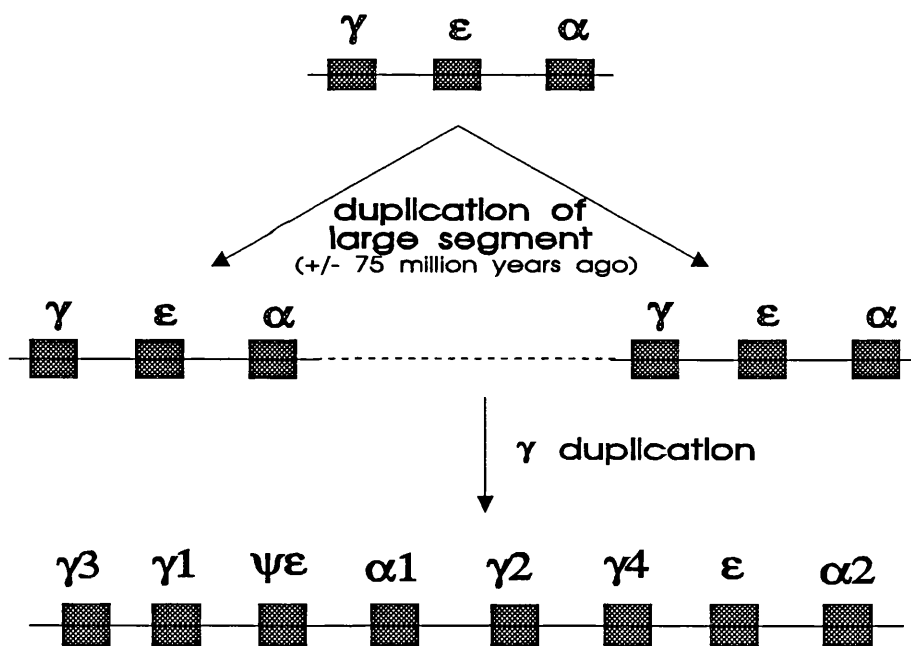 γ ε α
duplication of
large segment
(+/- 75 million years ago)
γ ε α γ ε α
γ duplication
γ3 γ1 ψε α1 γ2 γ4 ε α2